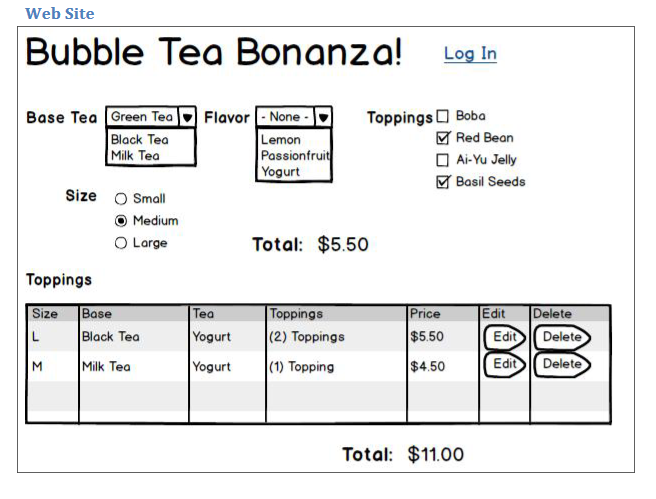 Web Site
Bubble Tea Bonanza! Log In
Base Tea Green Tea Flavor - None - Toppings Boba
Black Tea Lemon Red Bean
Milk Tea Passionfruit Ai-Yu Jelly
Yogurt Basil Seeds
Size Small
Medium
Large Total: $5.50
Toppings
Size Base Tea Toppings Price Edit Delete
L Black Tea Yogurt (2) Toppings $5.50 Edit Delete
M Milk Tea Yogurt (1) Topping $4.50 Edit Delete
Total: $11.00